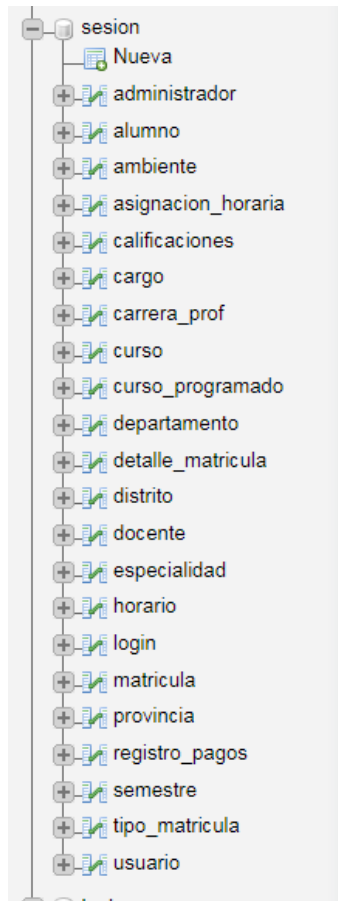 sesion
Nueva
administrador
alumno
ambiente
asignacion_horaria
calificaciones
cargo
carrera_prof
curso
curso_programado
departamento
detalle_matricula
distrito
docente
especialidad
horario
login
matricula
provincia
registro_pagos
semestre
tipo_matricula
usuario